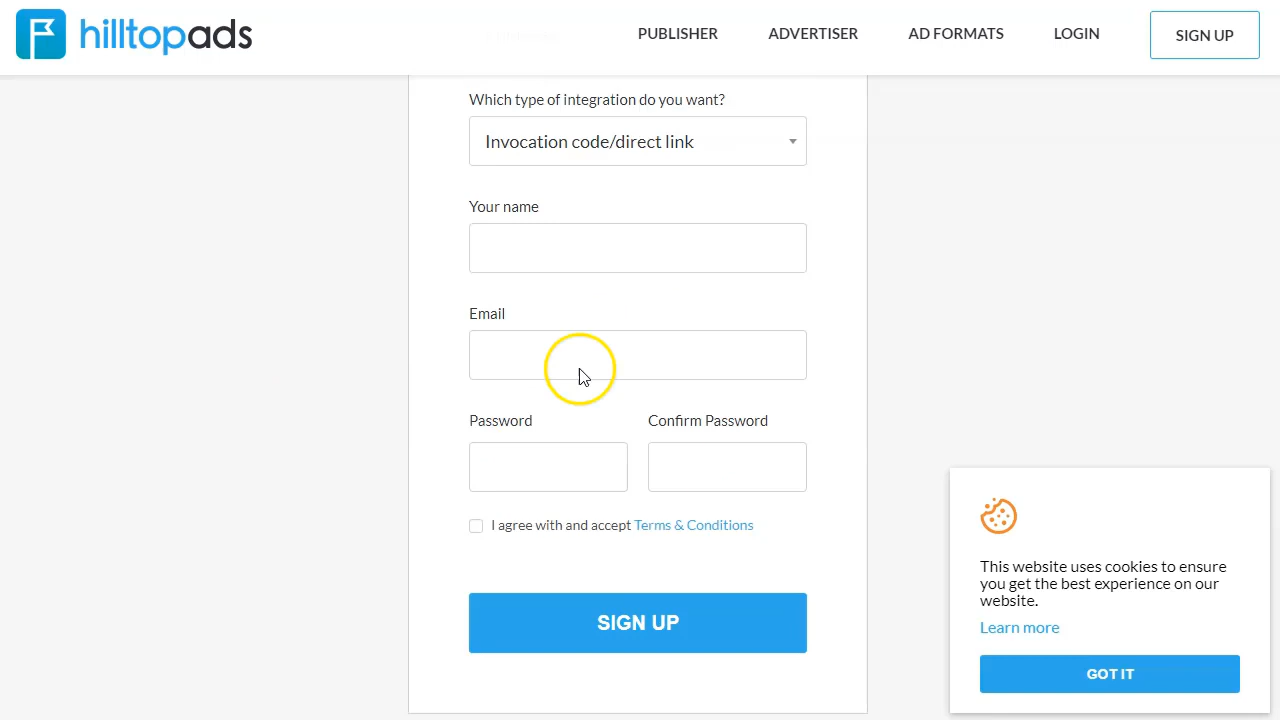 hilltopads
PUBLISHER
ADVERTISER
AD FORMATS
LOGIN
SIGN UP
Which type of integration do you want?
Invocation code/direct link
Your name
Email
Password
Confirm Password
I agree with and accept Terms & Conditions
SIGN UP
This website uses cookies to ensure
you get the best experience on our
website.
Learn more
GOT IT